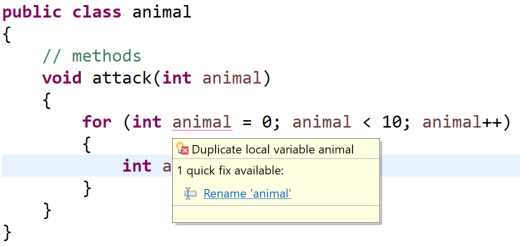 public class animal
{
// methods
void attack(int animal)
{
for (int animal = 0; animal < 10; animal++)
{
Duplicate local variable animal
1 quick fix available:
int a
Rename 'animal'
}
}
}